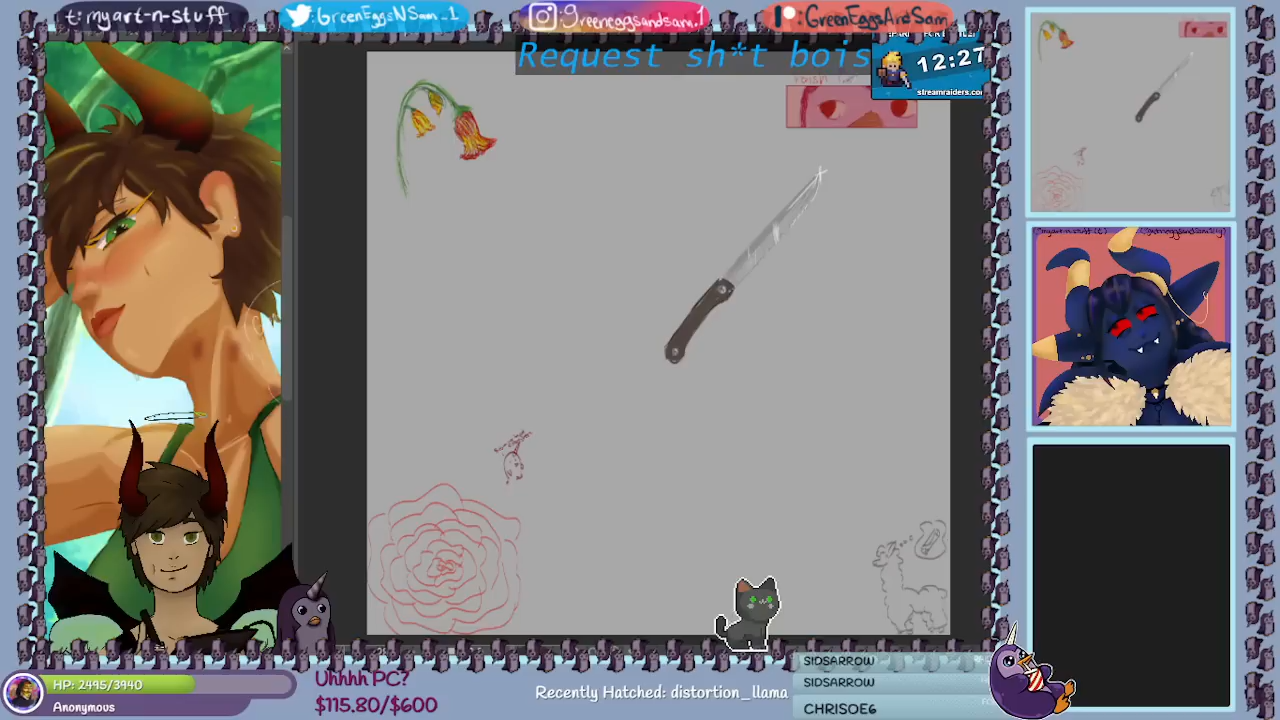 t:myart-n-stuff
:GreenEggsNSam_1
:greeneggsandsam.1
:GreenEggsAndSam
Request sh*t bois
12:27
streamraiders.co
HP: 2495/3940
Anonymous
Uhhhh PC?
$115.80/$600
Recently Hatched: distortion_llama
SIDSARROW
SIDSARROW
CHRISOE6